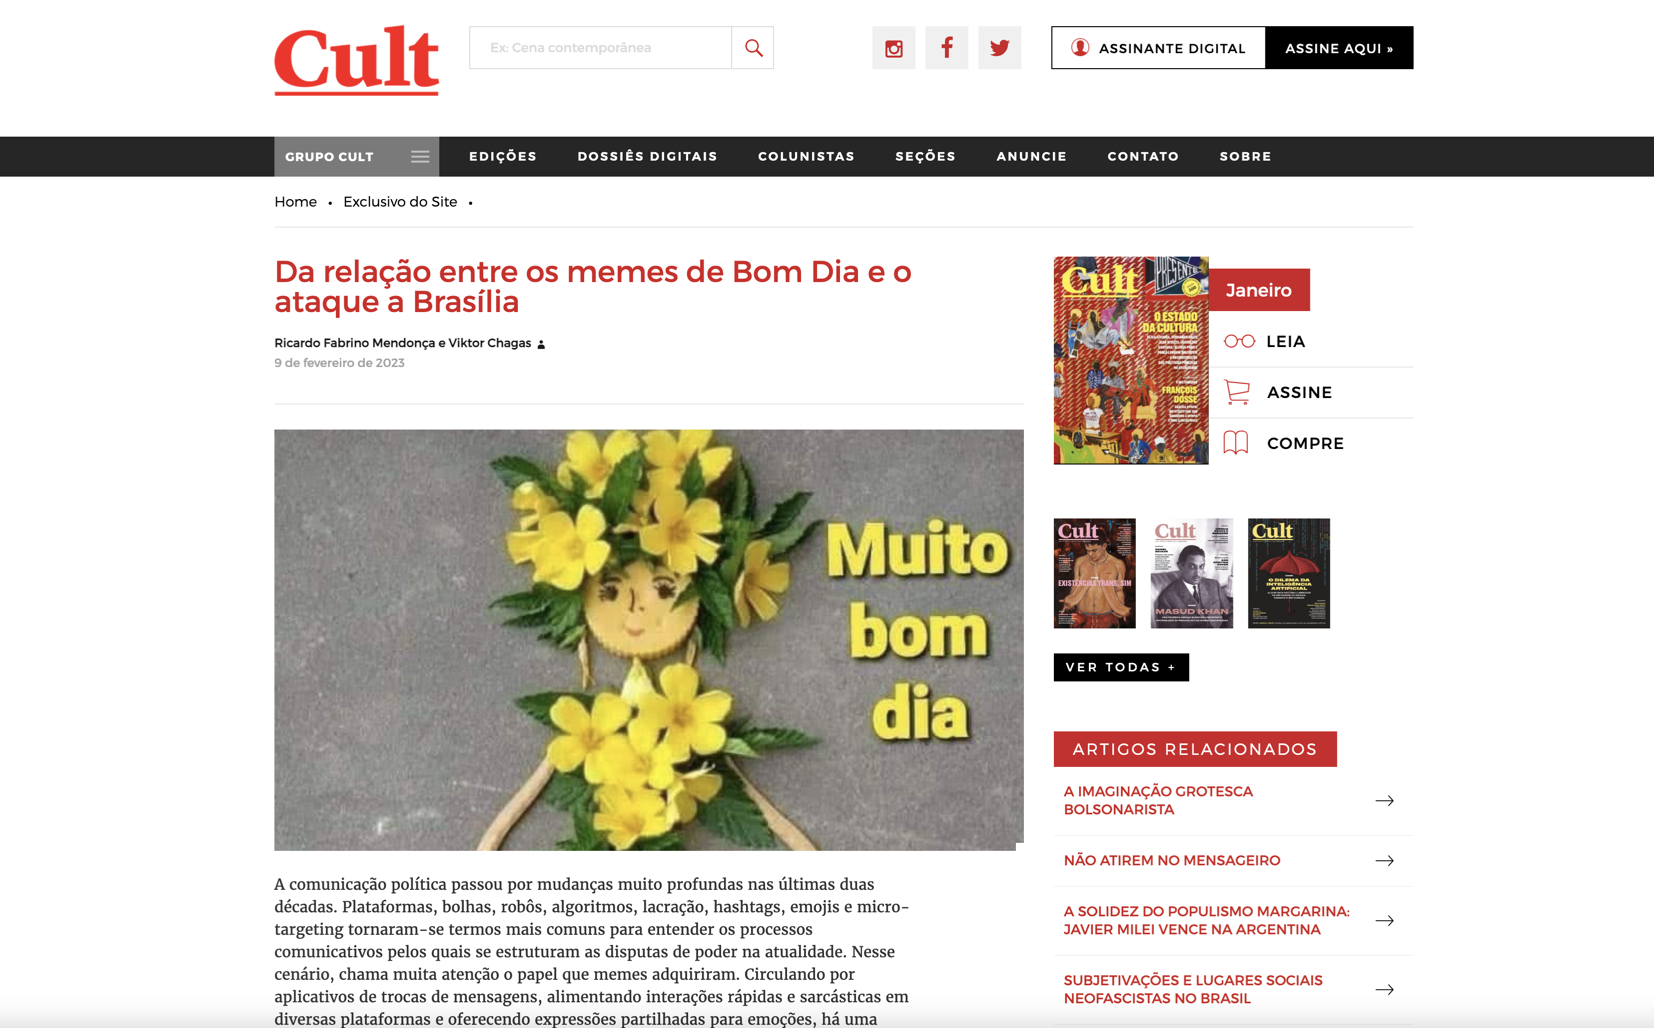 Cult
Ex: Cena contemporânea
ASSINANTE DIGITAL
ASSINE AQUI »
GRUPO CULT
EDIÇÕES
DOSSIÊS DIGITAIS
COLUNISTAS
SEÇÕES
ANUNCIE
CONTATO
SOBRE
Home • Exclusivo do Site •
Da relação entre os memes de Bom Dia e o
ataque a Brasília
Ricardo Fabrino Mendonça e Viktor Chagas
9 de fevereiro de 2023
Muito
bom
dia
A comunicação política passou por mudanças muito profundas nas últimas duas
décadas. Plataformas, bolhas, robôs, algoritmos, lacração, hashtags, emojis e micro-
targeting tornaram-se termos mais comuns para entender os processos
comunicativos pelos quais se estruturam as disputas de poder na atualidade. Nesse
cenário, chama muita atenção o papel que memes adquiriram. Circulando por
aplicativos de trocas de mensagens, alimentando interações rápidas e sarcásticas em
diversas plataformas e oferecendo expressões partilhadas para emoções, há uma
Cult
PRESENTE
O ESTADO
DA CULTURA
FRANÇOIS
DOSSE
Janeiro
LEIA
ASSINE
COMPRE
Cult
EXISTÊNCIAS TRANS, SIM
Cult
MASUD KHAN
Cult
O DILEMA DA
INTELIGÊNCIA
ARTIFICIAL
VER TODAS +
ARTIGOS RELACIONADOS
A IMAGINAÇÃO GROTESCA
BOLSONARISTA
NÃO ATIREM NO MENSAGEIRO
A SOLIDEZ DO POPULISMO MARGARINA:
JAVIER MILEI VENCE NA ARGENTINA
SUBJETIVAÇÕES E LUGARES SOCIAIS
NEOFASCISTAS NO BRASIL